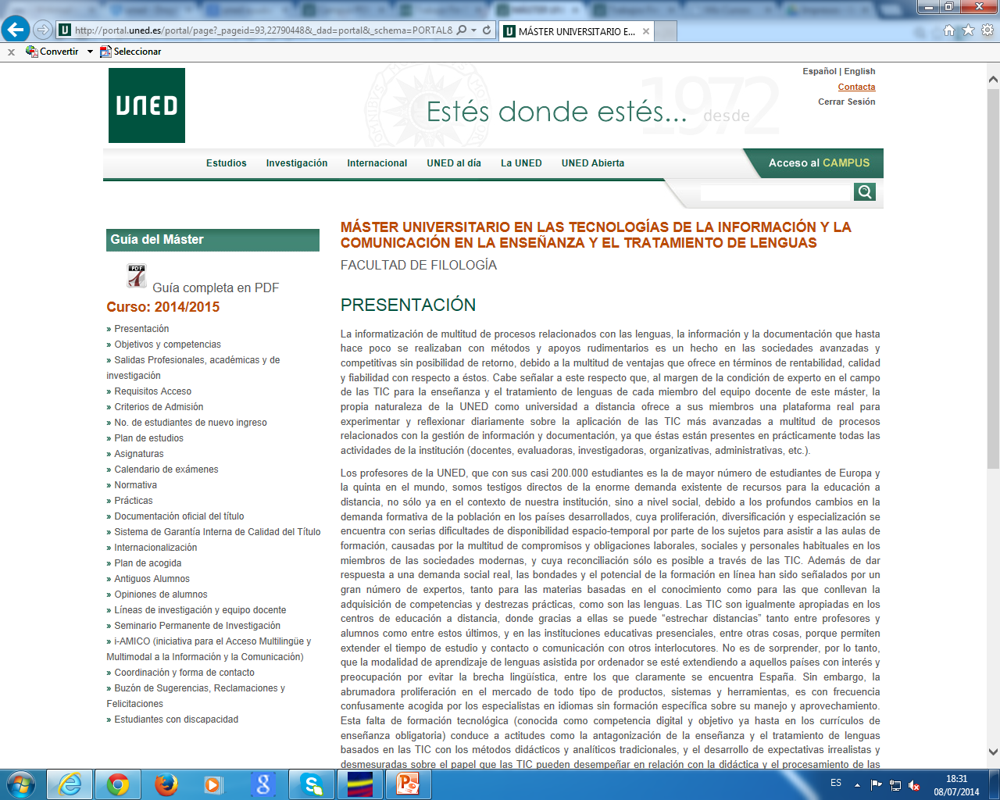 http://portal.uned.es/portal/page?_pageid=93,22790448&_dad=portal&_schema=PORTAL&
MÁSTER UNIVERSITARIO E...
Convertir
Seleccionar
Español | English
Contacta
Cerrar Sesión
UNED
Estés donde estés...
desde
1972
Estudios Investigación Internacional UNED al día La UNED UNED Abierta
Acceso al CAMPUS
Guía del Máster
Guía completa en PDF
Curso: 2014/2015
» Presentación
» Objetivos y competencias
» Salidas Profesionales, académicas y de
investigación
» Requisitos Acceso
» Criterios de Admisión
» No. de estudiantes de nuevo ingreso
» Plan de estudios
» Asignaturas
» Calendario de exámenes
» Normativa
» Prácticas
» Documentación oficial del título
» Sistema de Garantía Interna de Calidad del Título
» Internacionalización
» Plan de acogida
» Antiguos Alumnos
» Opiniones de alumnos
» Líneas de investigación y equipo docente
» Seminario Permanente de Investigación
» i-AMICO (iniciativa para el Acceso Multilingüe y
Multimodal a la Información y la Comunicación)
» Coordinación y forma de contacto
» Buzón de Sugerencias, Reclamaciones y
Felicitaciones
» Estudiantes con discapacidad
MÁSTER UNIVERSITARIO EN LAS TECNOLOGÍAS DE LA INFORMACIÓN Y LA
COMUNICACIÓN EN LA ENSEÑANZA Y EL TRATAMIENTO DE LENGUAS
FACULTAD DE FILOLOGÍA
PRESENTACIÓN
La informatización de multitud de procesos relacionados con las lenguas, la información y la documentación que hasta
hace poco se realizaban con métodos y apoyos rudimentarios es un hecho en las sociedades avanzadas y
competitivas sin posibilidad de retorno, debido a la multitud de ventajas que ofrece en términos de rentabilidad, calidad
y fiabilidad con respecto a éstos. Cabe señalar a este respecto que, al margen de la condición de experto en el campo
de las TIC para la enseñanza y el tratamiento de lenguas de cada miembro del equipo docente de este máster, la
propia naturaleza de la UNED como universidad a distancia ofrece a sus miembros una plataforma real para
experimentar y reflexionar diariamente sobre la aplicación de las TIC más avanzadas a multitud de procesos
relacionados con la gestión de información y documentación, ya que éstas están presentes en prácticamente todas las
actividades de la institución (docentes, evaluadoras, investigadoras, organizativas, administrativas, etc.).
Los profesores de la UNED, que con sus casi 200.000 estudiantes es la de mayor número de estudiantes de Europa y
la quinta en el mundo, somos testigos directos de la enorme demanda existente de recursos para la educación a
distancia, no sólo ya en el contexto de nuestra institución, sino a nivel social, debido a los profundos cambios en la
demanda formativa de la población en los países desarrollados, cuya proliferación, diversificación y especialización se
encuentra con serias dificultades de disponibilidad espacio-temporal por parte de los sujetos para asistir a las aulas de
formación, causadas por la multitud de compromisos y obligaciones laborales, sociales y personales habituales en los
miembros de las sociedades modernas, y cuya reconciliación sólo es posible a través de las TIC. Además de dar
respuesta a una demanda social real, las bondades y el potencial de la formación en línea han sido señalados por un
gran número de expertos, tanto para las materias basadas en el conocimiento como para las que conllevan la
adquisición de competencias y destrezas prácticas, como son las lenguas. Las TIC son igualmente apropiadas en los
centros de educación a distancia, donde gracias a ellas se puede “estrechar distancias” tanto entre profesores y
alumnos como entre estos últimos, y en las instituciones educativas presenciales, entre otras cosas, porque permiten
extender el tiempo de estudio y contacto o comunicación con otros interlocutores. No es de sorprender, por lo tanto,
que la modalidad de aprendizaje de lenguas asistida por ordenador se esté extendiendo a aquellos países con interés y
preocupación por evitar la brecha lingüística, entre los que claramente se encuentra España. Sin embargo, la
abrumadora proliferación en el mercado de todo tipo de productos, sistemas y herramientas, es con frecuencia
confusamente acogida por los especialistas en idiomas sin formación específica sobre su manejo y aprovechamiento.
Esta falta de formación tecnológica (conocida como competencia digital y objetivo ya hasta en los currículos de
enseñanza obligatoria) conduce a actitudes como la antagonización de la enseñanza y el tratamiento de lenguas
basados en las TIC con los métodos didácticos y analíticos tradicionales, y el desarrollo de expectativas irrealistas y
desmesuradas sobre el papel que las TIC pueden desempeñar en relación con la didáctica y el procesamiento de las
ES
18:31
08/07/2014